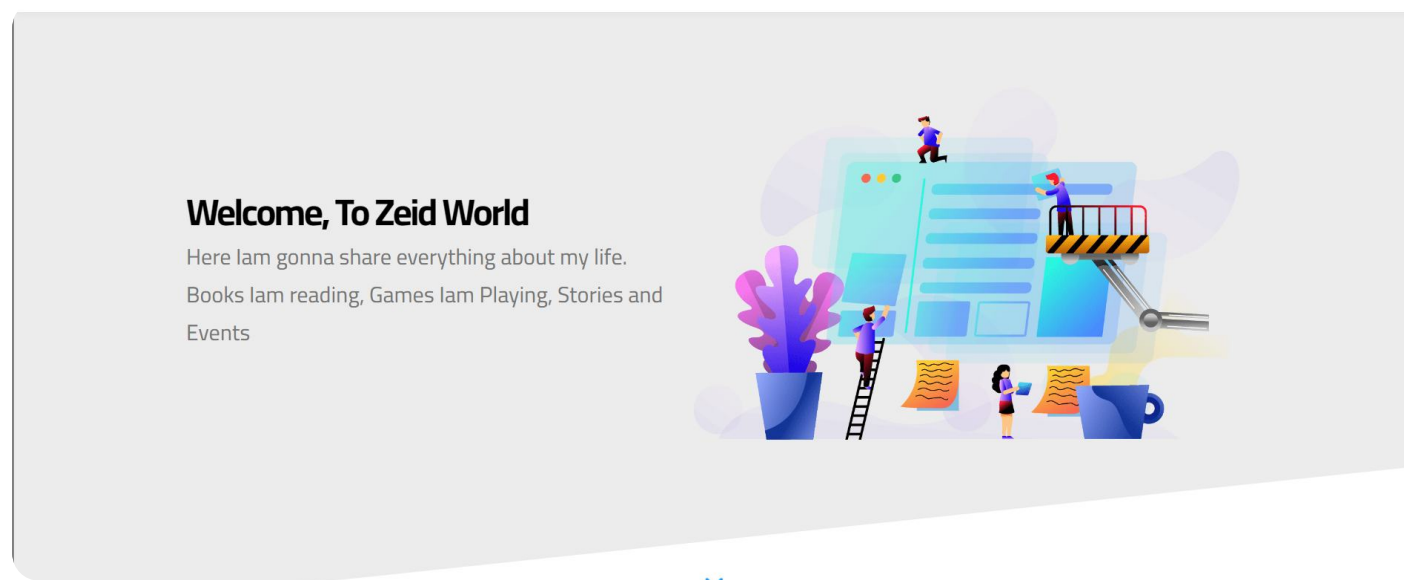 Welcome, To Zeid World
Here Iam gonna share everything about my life.
Books Iam reading, Games Iam Playing, Stories and
Events